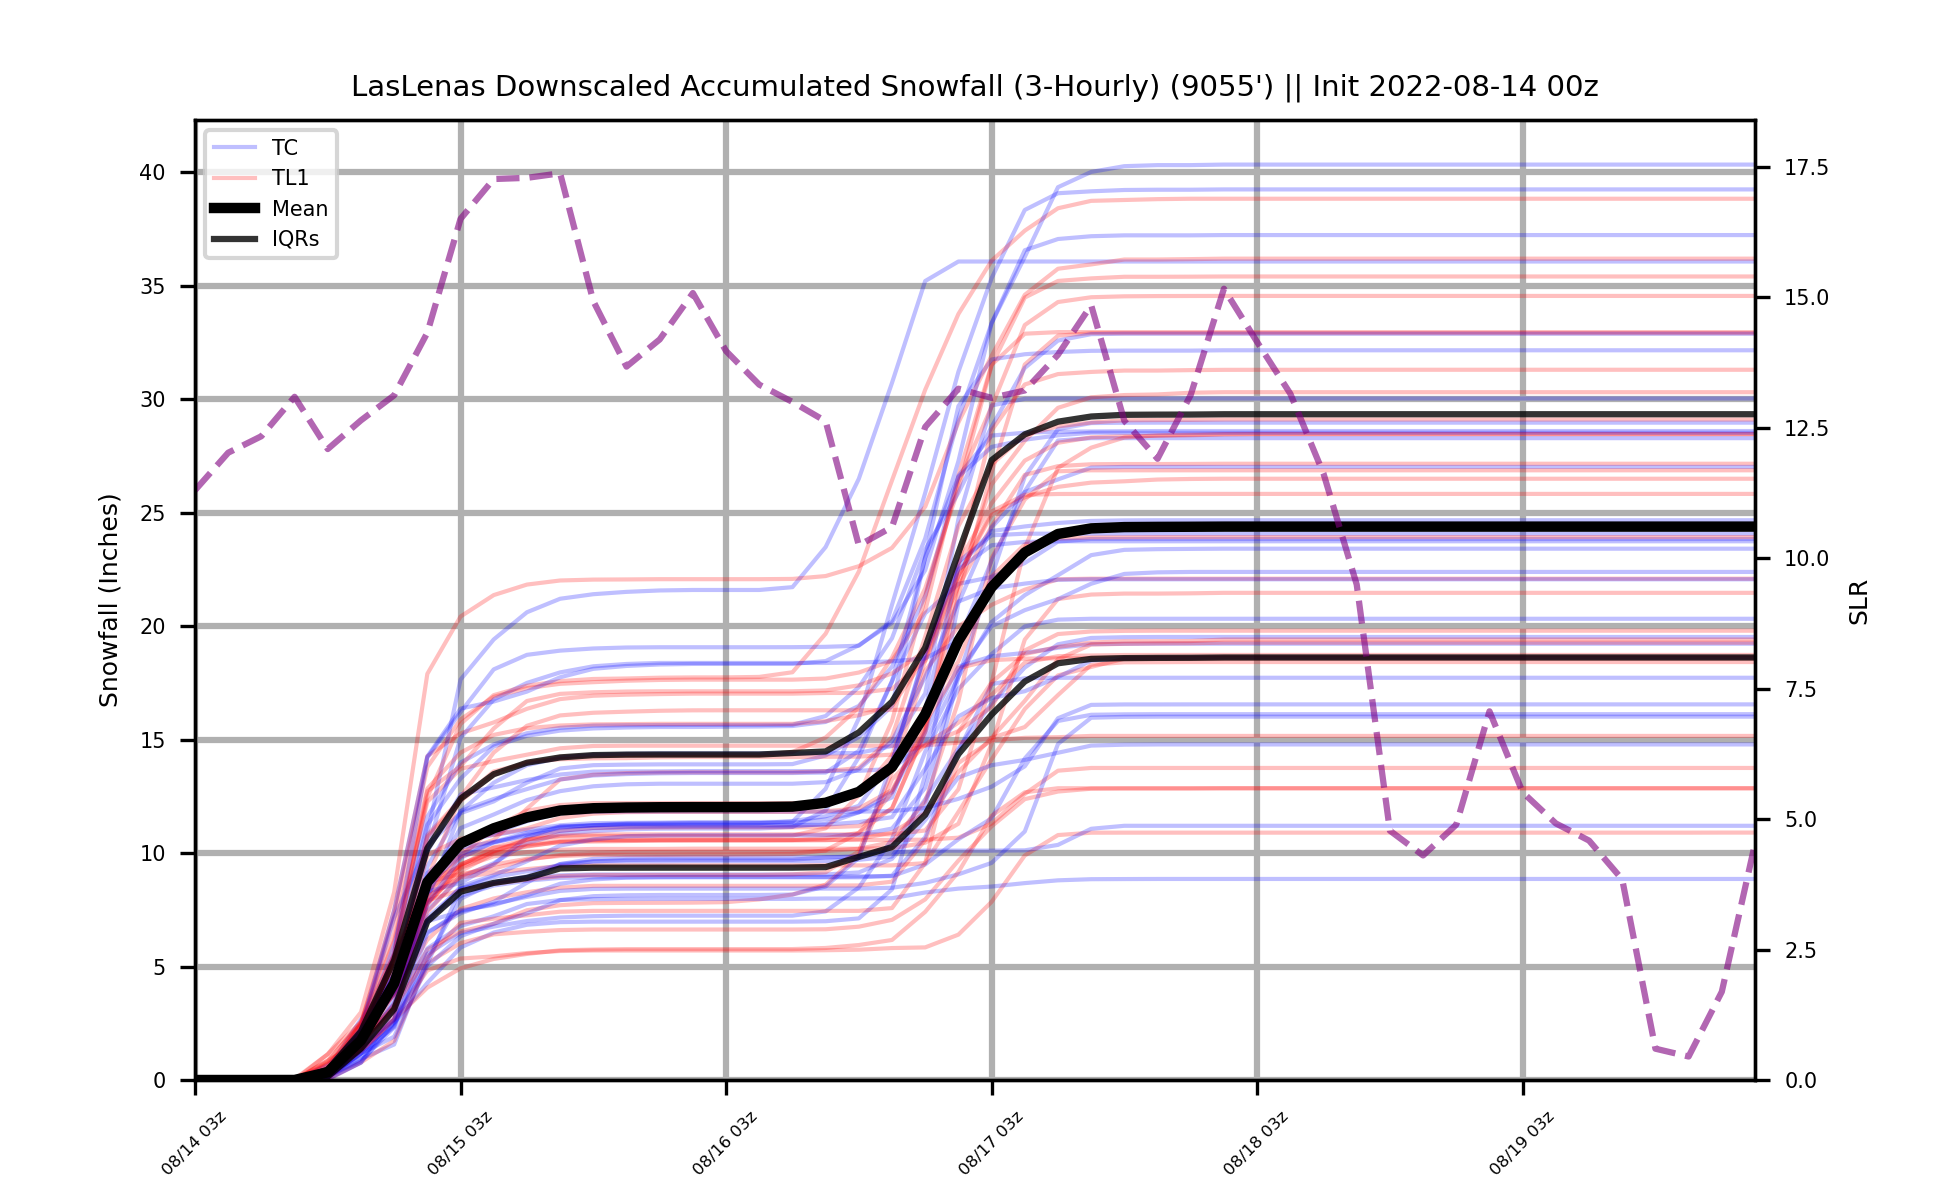 LasLenas Downscaled Accumulated Snowfall (3-Hourly) (9055') || Init 2022-08-14 00z
TC
TL1
Mean
IQRs
Snowfall (Inches)
40
35
30
25
20
15
10
5
0
17.5
15.0
12.5
10.0
7.5
5.0
2.5
0.0
SLR
08/14 03z
08/15 03z
08/16 03z
08/17 03z
08/18 03z
08/19 03z